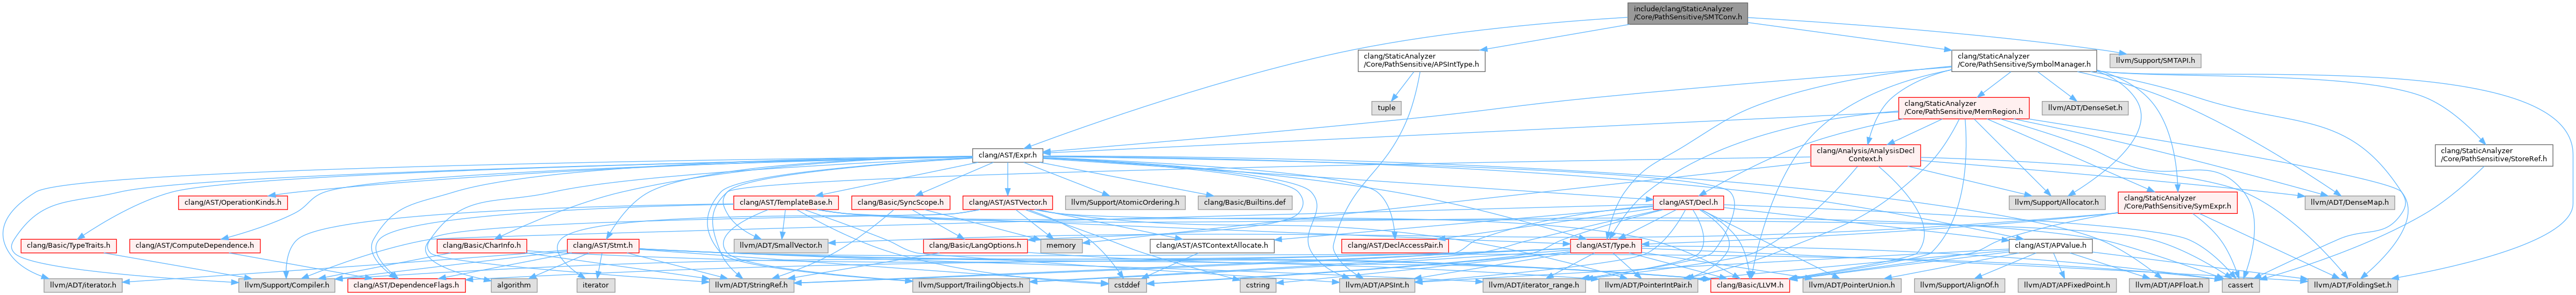 include/clang/StaticAnalyzer
/Core/PathSensitive/SMTConv.h
clang/StaticAnalyzer
/Core/PathSensitive/APSIntType.h
clang/StaticAnalyzer
/Core/PathSensitive/SymbolManager.h
llvm/Support/SMTAPI.h
tuple
clang/StaticAnalyzer
/Core/PathSensitive/MemRegion.h
llvm/ADT/DenseSet.h
clang/AST/Expr.h
clang/Analysis/AnalysisDecl
Context.h
clang/StaticAnalyzer
/Core/PathSensitive/StoreRef.h
clang/AST/OperationKinds.h
clang/AST/TemplateBase.h
clang/Basic/SyncScope.h
clang/AST/ASTVector.h
llvm/Support/AtomicOrdering.h
clang/Basic/Builtins.def
clang/AST/Decl.h
llvm/Support/Allocator.h
clang/StaticAnalyzer
/Core/PathSensitive/SymExpr.h
llvm/ADT/DenseMap.h
clang/Basic/TypeTraits.h
clang/AST/ComputeDependence.h
clang/Basic/CharInfo.h
clang/AST/Stmt.h
llvm/ADT/SmallVector.h
clang/Basic/LangOptions.h
memory
clang/AST/ASTContextAllocate.h
clang/AST/DeclAccessPair.h
clang/AST/Type.h
clang/AST/APValue.h
llvm/ADT/iterator.h
llvm/Support/Compiler.h
clang/AST/DependenceFlags.h
algorithm
iterator
llvm/ADT/StringRef.h
llvm/Support/TrailingObjects.h
cstddef
cstring
llvm/ADT/APSInt.h
llvm/ADT/iterator_range.h
llvm/ADT/PointerIntPair.h
clang/Basic/LLVM.h
llvm/ADT/PointerUnion.h
llvm/Support/AlignOf.h
llvm/ADT/APFixedPoint.h
llvm/ADT/APFloat.h
cassert
llvm/ADT/FoldingSet.h